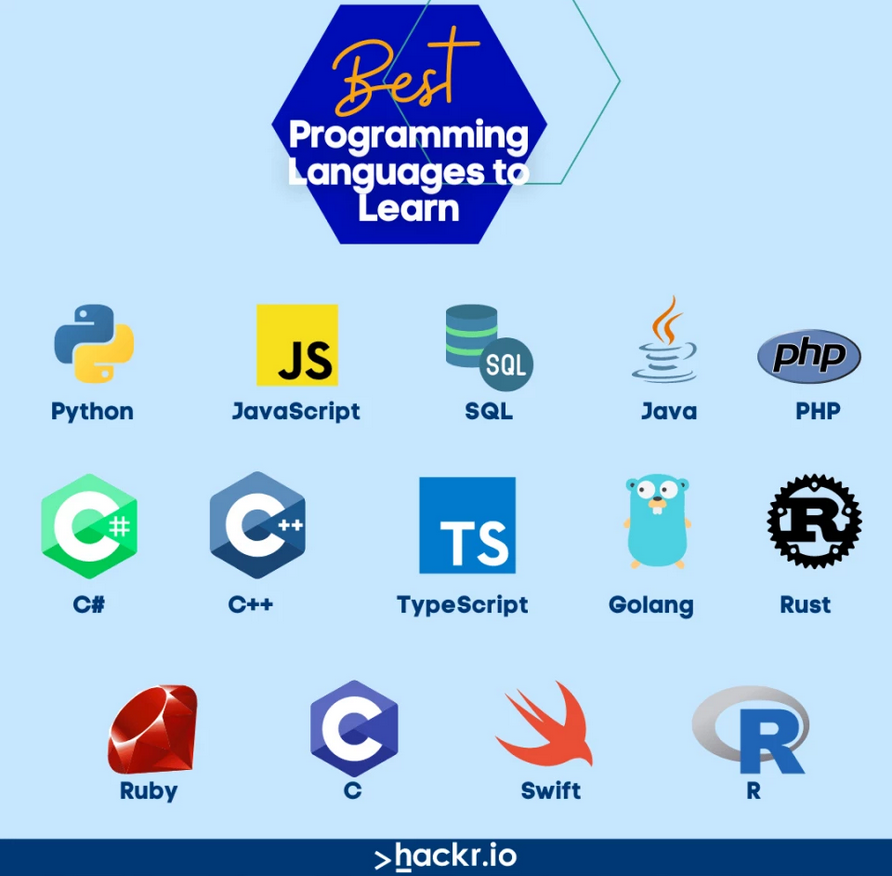 Best
Programming
Languages to
Learn
JS
SQL
php
Python
JavaScript
SQL
Java
PHP
C#
C++
TS
R
C#
C++
TypeScript
Golang
Rust
C
R
Ruby
C
Swift
R
>hackr.io